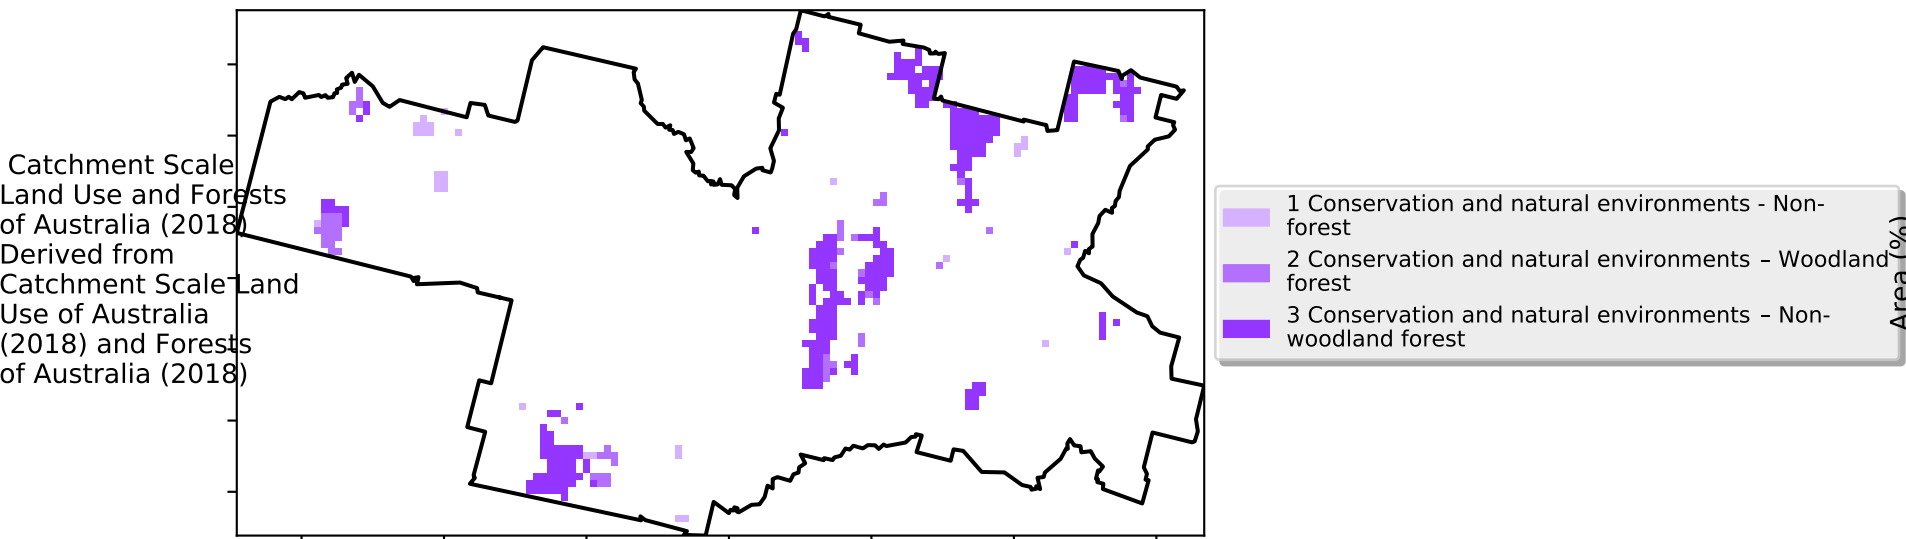 Catchment Scale
Land Use and Forests
of Australia (2018)
Derived from
Catchment Scale Land
Use of Australia
(2018) and Forests
of Australia (2018)
1 Conservation and natural environments - Non-
forest
2 Conservation and natural environments – Woodland
forest
3 Conservation and natural environments – Non-
woodland forest
Area (%)